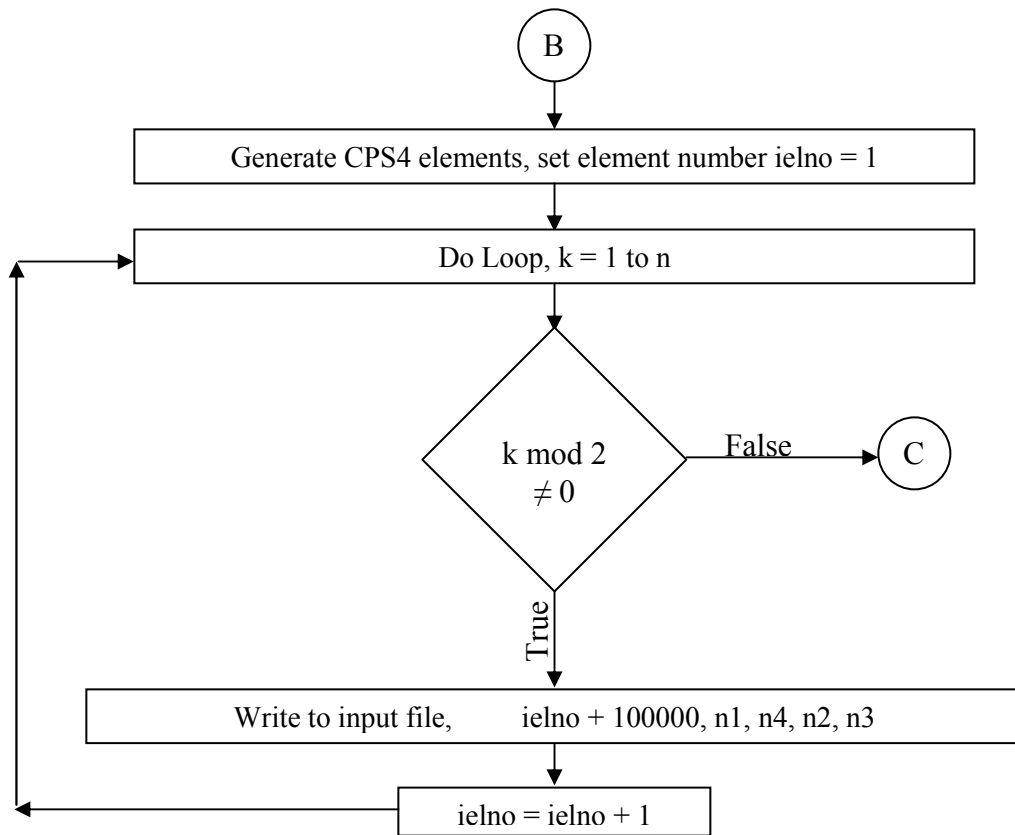 B
Generate CPS4 elements, set element number ielno = 1
Do Loop, k = 1 to n
k mod 2
≠ 0
False
C
True
Write to input file, ielno + 100000, n1, n4, n2, n3
ielno = ielno + 1